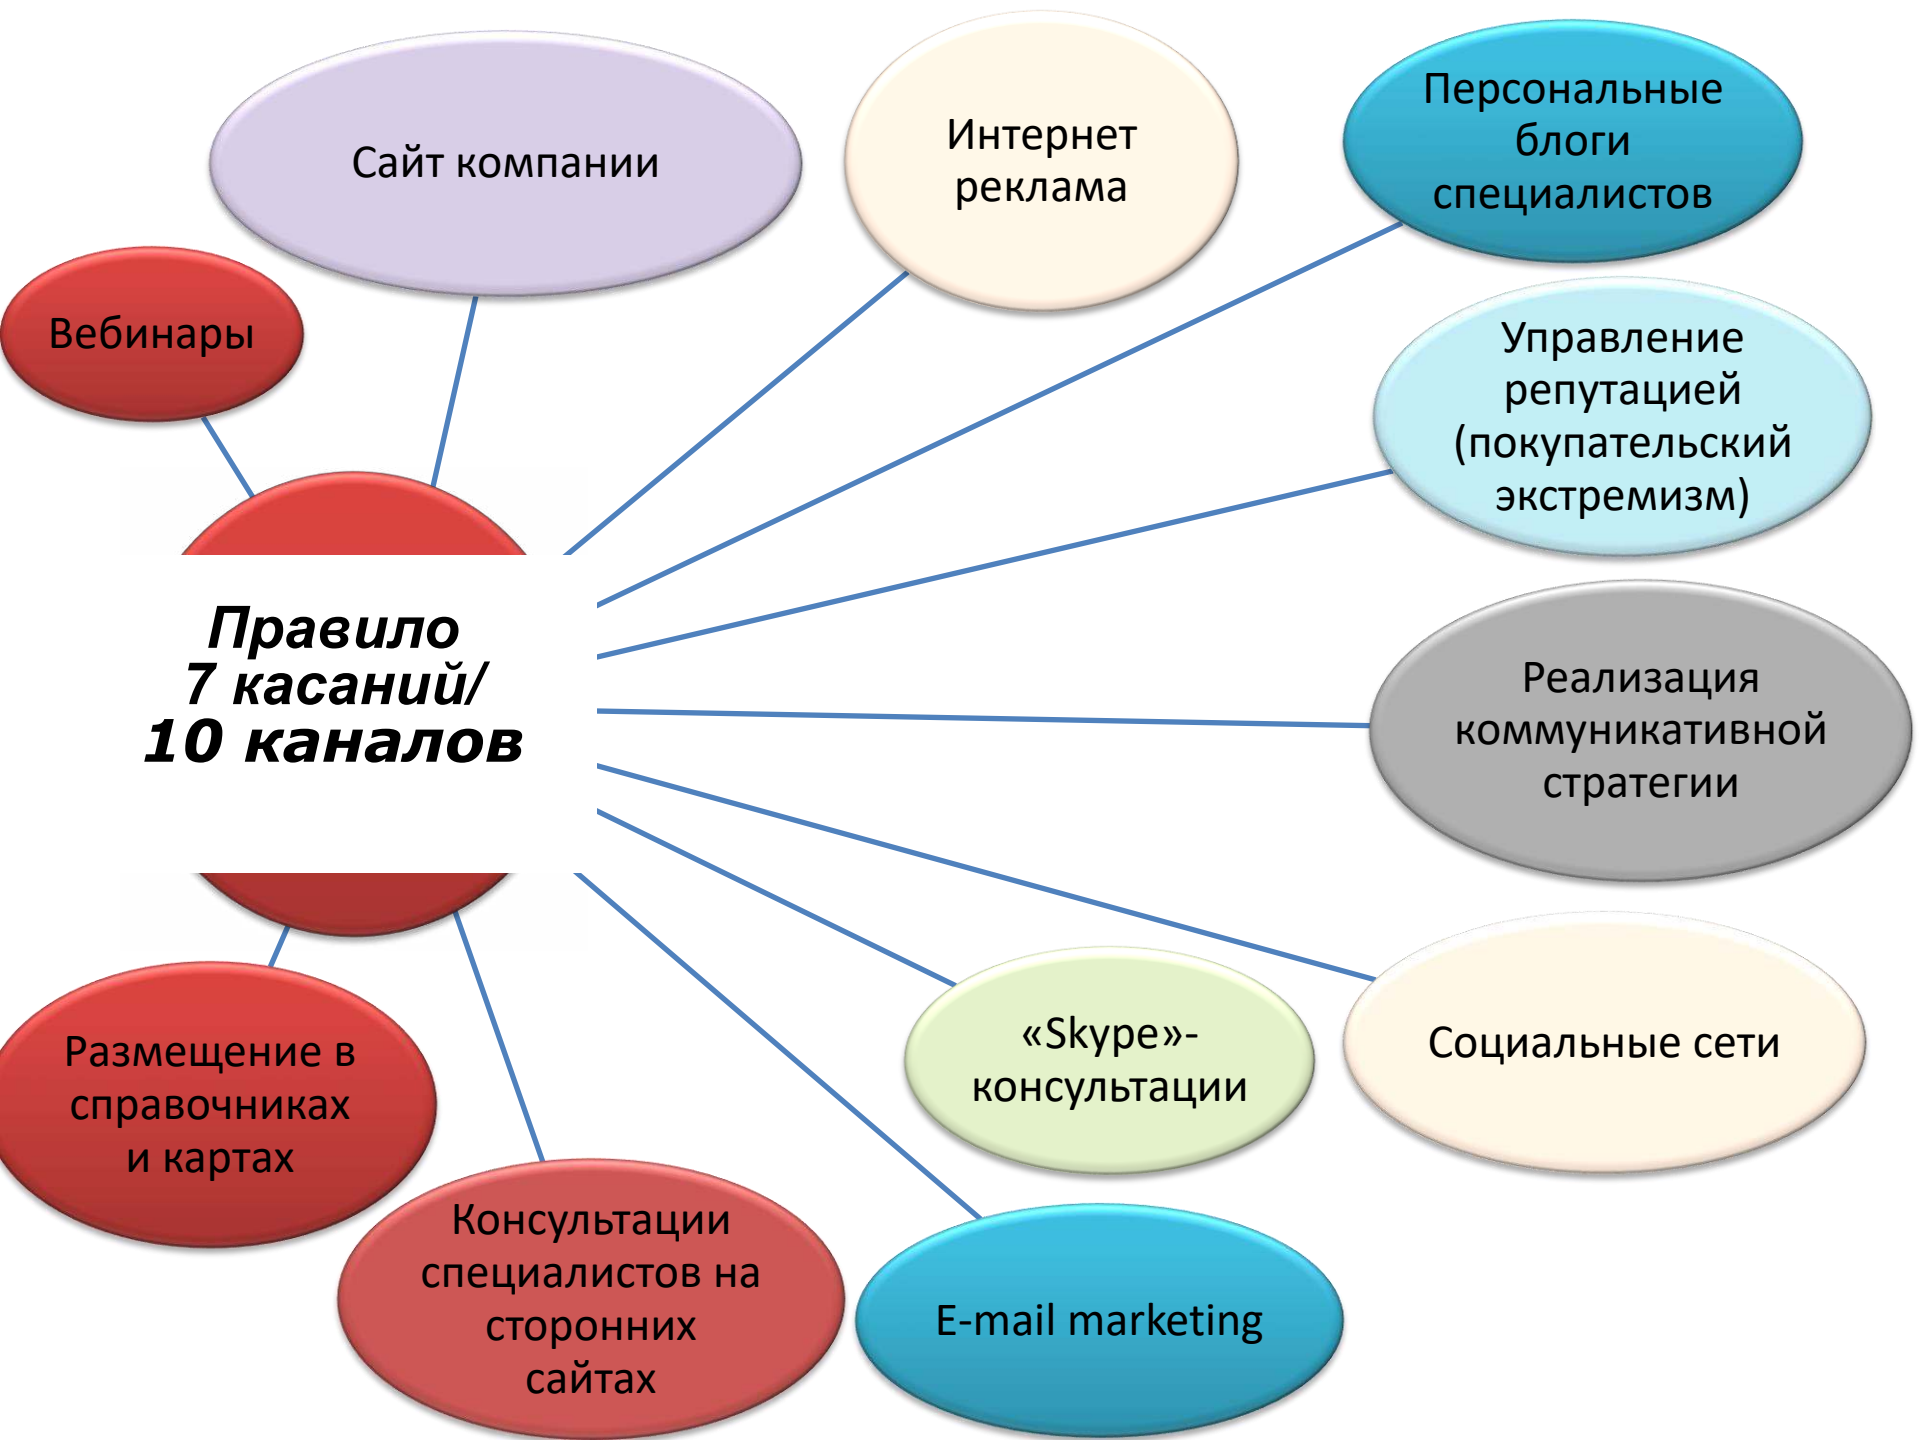 Сайт компании
Интернет
реклама
Персональные
блоги
специалистов
Вебинары
Управление
репутацией
(покупательский
экстремизм)
Правило
7 касаний/
10 каналов
Реализация
коммуникативной
стратегии
«Skype»-
консультации
Социальные сети
Размещение в
справочниках
и картах
Консультации
специалистов на
сторонних
сайтах
E-mail marketing